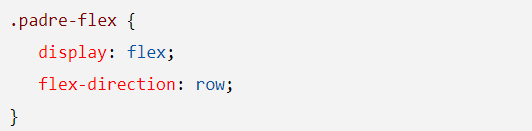 .padre-flex {
   display: flex;
   flex-direction: row;
}